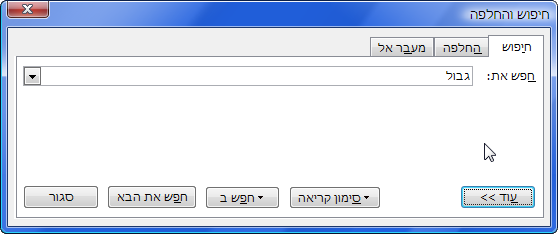 חיפוש והחלפה
חיפוש החלפה מעבר אל
חפש את: גבול
עוד >> סימון קריאה חפש ב חפש את הבא סגור